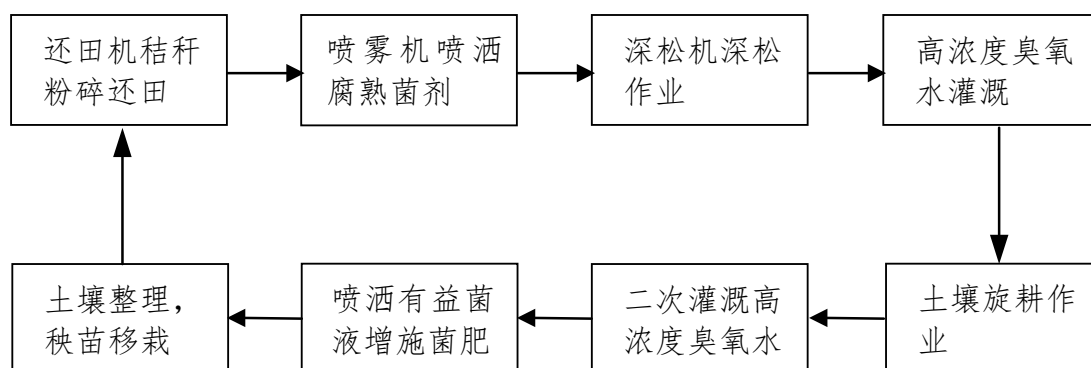 还田机秸秆
粉碎还田
喷雾机喷洒
腐熟菌剂
深松机深松
作业
高浓度臭氧
水灌溉
土壤旋耕作
业
二次灌溉高
浓度臭氧水
喷洒有益菌
液增施菌肥
土壤整理，
秧苗移栽